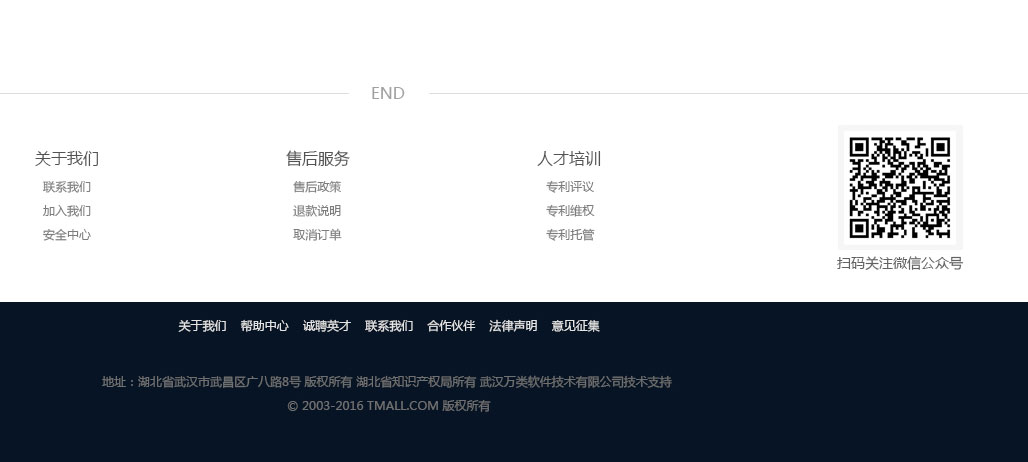 END
关于我们
联系我们
加入我们
安全中心
售后服务
售后政策
退款说明
取消订单
人才培训
专利评议
专利维权
专利托管
扫码关注微信公众号
关于我们 帮助中心 诚聘英才 联系我们 合作伙伴 法律声明 意见征集
地址：湖北省武汉市武昌区广八路8号 版权所有 湖北省知识产权局所有 武汉万类软件技术有限公司技术支持
© 2003-2016 TMALL.COM 版权所有